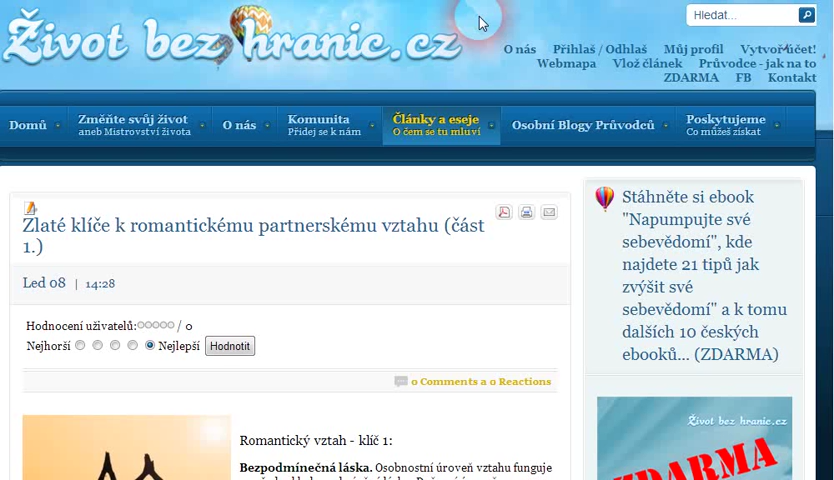 Život bez hranic.cz
Hledat...
O nás Přihlaš / Odhlaš Můj profil Vytvoř účet!
Webmapa Vlož článek Průvodce - jak na to
ZDARMA FB Kontakt
Domů
Změňte svůj život
aneb Mistrovství života
O nás
Komunita
Přidej se k nám
Články a eseje
O čem se tu mluví
Osobní Blogy Průvodců
Poskytujeme
Co můžeš získat
Zlaté klíče k romantickému partnerskému vztahu (část
1.)
Led 08 | 14:28
Hodnocení uživatelů: / 0
Nejhorší Nejlepší Hodnotit
0 Comments a 0 Reactions
Romantický vztah - klíč 1:
Bezpodmínečná láska. Osobnostní úroveň vztahu funguje
Stáhněte si ebook
"Napumpujte své
sebevědomí", kde
najdete 21 tipů jak
zvýšit své
sebevědomí" a k tomu
dalších 10 českých
ebooků... (ZDARMA)
Život bez hranic.cz
ZDARMA